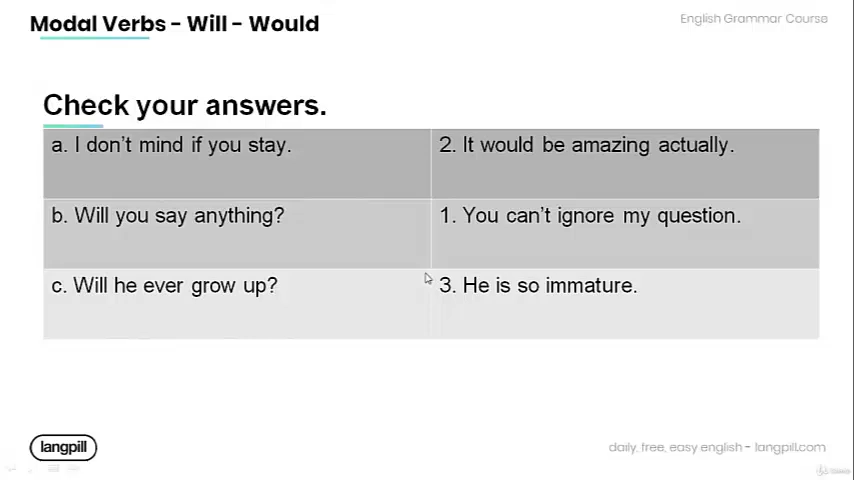 Modal Verbs - Will - Would
English Grammar Course
Check your answers.
a. I don't mind if you stay.
2. It would be amazing actually.
b. Will you say anything?
1. You can't ignore my question.
c. Will he ever grow up?
3. He is so immature.
langpill
daily, free, easy english - langpill.com